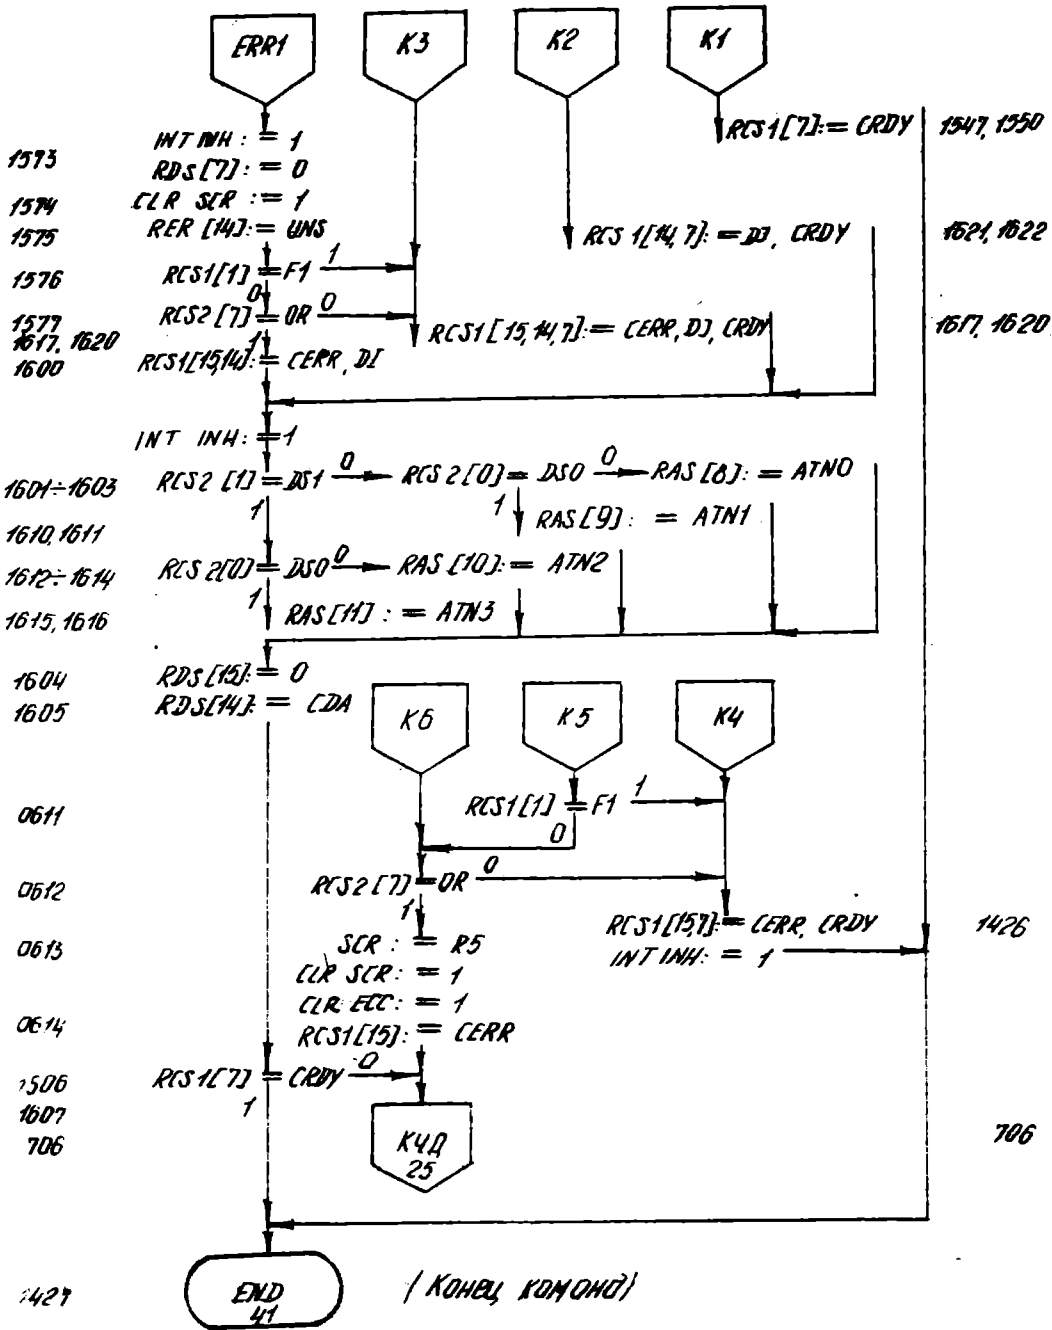 ERR1 K3 K2 K1
RCS1[7]:= CRDY 1547, 1550
INT INH: = 1
1573 RDS[7]: = 0
1574 CLR SCR := 1
1575 RER [14]:= UNS
RCS 1[14,7]: = DI, CRDY 1621, 1622
1576 RCS1[1] = F1 1
0
1577 RCS2 [7] = OR 0
RCS1[15,14,7]:= CERR, DI, CRDY 1617, 1620
1617, 1620
1
1600 RCS1[15,14]:= CERR, DI
INT INH: = 1
1601÷1603 RCS2 [1] = DS1 0 RCS 2[0] = DS0 0 RAS[8]: = ATN0
1 1 RAS[9]: = ATN1
1610, 1611
1612÷1614 RCS 2[0] = DS0 0 RAS [10]: = ATN2
1
1615, 1616 RAS[11] : = ATN3
1604 RDS[15]: = 0
1605 RDS[14]: = CDA
K6 K5 K4
0611 RCS1[1] = F1 1
0
0612 RCS2[7] = OR 0
1
RCS1[15,7]: = CERR, CRDY 1426
0613 SCR : = R5
INT INH: = 1
CLR SCR: = 1
CLR ECC: = 1
0614 RCS1[15]: = CERR
RCS1[7] = CRDY 0
1
1607
706 КЧД 706
25
END
41
(Конец команд)